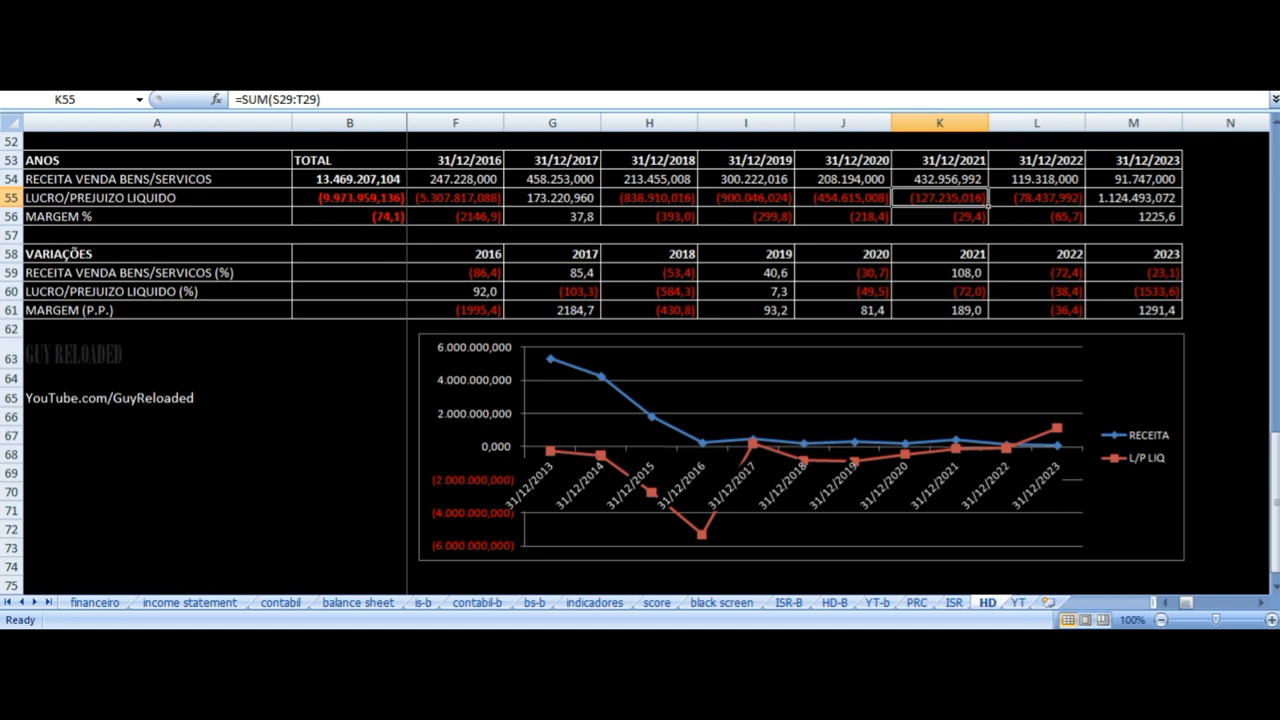 K55 fx =SUM(S29:T29)
A B F G H I J K L M N
52
53 ANOS TOTAL 31/12/2016 31/12/2017 31/12/2018 31/12/2019 31/12/2020 31/12/2021 31/12/2022 31/12/2023
54 RECEITA VENDA BENS/SERVICOS 13.469.207,104 247.228,000 458.253,000 213.455,008 300.222,016 208.194,000 432.956,992 119.318,000 91.747,000
55 LUCRO/PREJUIZO LIQUIDO (9.973.959,136) (5.307.817,088) 173.220,960 (838.910,016) (900.046,024) (454.615,008) (127.235,016) (78.437,992) 1.124.493,072
56 MARGEM % (74,1) (2146,9) 37,8 (393,0) (299,8) (218,4) (29,4) (65,7) 1225,6
57
58 VARIAÇÕES 2016 2017 2018 2019 2020 2021 2022 2023
59 RECEITA VENDA BENS/SERVICOS (%) (86,4) 85,4 (53,4) 40,6 (30,7) 108,0 (72,4) (23,1)
60 LUCRO/PREJUIZO LIQUIDO (%) 92,0 (103,3) (584,3) 7,3 (49,5) (72,0) (38,4) (1533,6)
61 MARGEM (P.P.) (1995,4) 2184,7 (430,8) 93,2 81,4 189,0 (36,4) 1291,4
62
63 GUY RELOADED
64
65 YouTube.com/GuyReloaded
66
67
68
69
70
71
72
73
74
75
6.000.000,000
4.000.000,000
2.000.000,000
0,000
(2.000.000,000)
(4.000.000,000)
(6.000.000,000)
31/12/2013 31/12/2014 31/12/2015 31/12/2016 31/12/2017 31/12/2018 31/12/2019 31/12/2020 31/12/2021 31/12/2022 31/12/2023
RECEITA
L/P LIQ
financeiro income statement contabil balance sheet is-b contabil-b bs-b indicadores score black screen ISR-B HD-B YT-b PRC ISR HD YT
Ready 100%